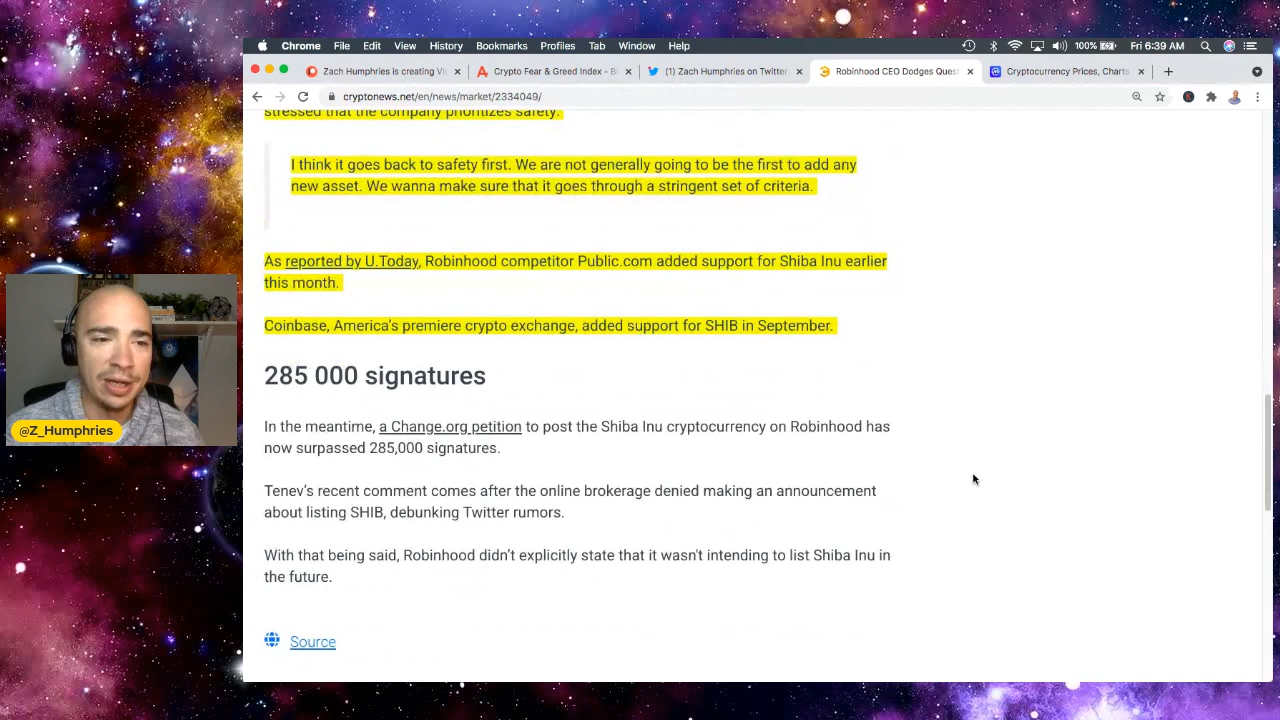 Chrome File Edit View History Bookmarks Profiles Tab Window Help 100% Fri 6:39 AM
Zach Humphries is creating Vi
Crypto Fear & Greed Index - Bi
(1) Zach Humphries on Twitter
Robinhood CEO Dodges Quest
Cryptocurrency Prices, Charts
cryptonews.net/en/news/market/2334049/
stressed that the company prioritizes safety.
I think it goes back to safety first. We are not generally going to be the first to add any
new asset. We wanna make sure that it goes through a stringent set of criteria.
As reported by U.Today, Robinhood competitor Public.com added support for Shiba Inu earlier
this month.
Coinbase, America's premiere crypto exchange, added support for SHIB in September.
285 000 signatures
In the meantime, a Change.org petition to post the Shiba Inu cryptocurrency on Robinhood has
now surpassed 285,000 signatures.
Tenev's recent comment comes after the online brokerage denied making an announcement
about listing SHIB, debunking Twitter rumors.
With that being said, Robinhood didn't explicitly state that it wasn't intending to list Shiba Inu in
the future.
Source
@Z_Humphries